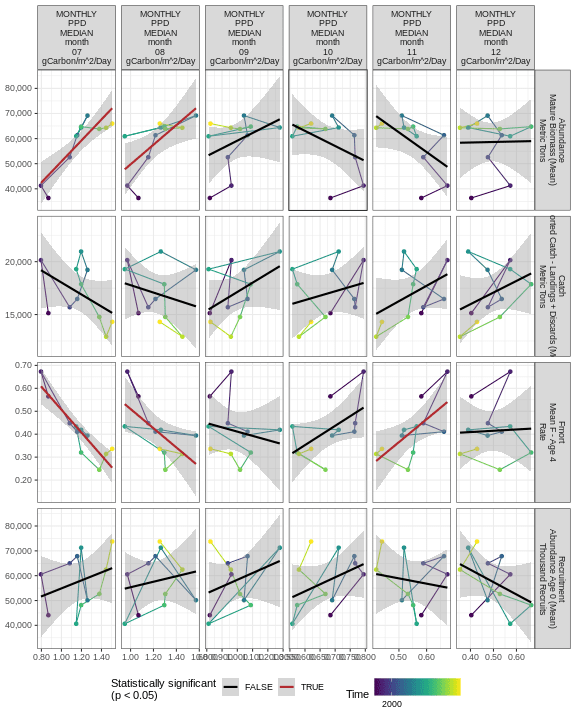 MONTHLY
PPD
MEDIAN
month
07
gCarbon/m^2/Day
MONTHLY
PPD
MEDIAN
month
08
gCarbon/m^2/Day
MONTHLY
PPD
MEDIAN
month
09
gCarbon/m^2/Day
MONTHLY
PPD
MEDIAN
month
10
gCarbon/m^2/Day
MONTHLY
PPD
MEDIAN
month
11
gCarbon/m^2/Day
MONTHLY
PPD
MEDIAN
month
12
gCarbon/m^2/Day
80,000
70,000
60,000
50,000
40,000
Abundance
Mature Biomass (Mean)
Metric Tons
20,000
15,000
Catch
orted Catch - Landings + Discards (M
Metric Tons
0.70
0.60
0.50
0.40
0.30
0.20
Fmort
Mean F - Age 4
Rate
80,000
70,000
60,000
50,000
40,000
Recruitment
Abundance Age 0 (Mean)
Thousand Recruits
0.80 1.00 1.20 1.40
1.00 1.20 1.40
0.50 0.60
0.40 0.50 0.60
Statistically significant
(p < 0.05)
FALSE
TRUE
Time
2000